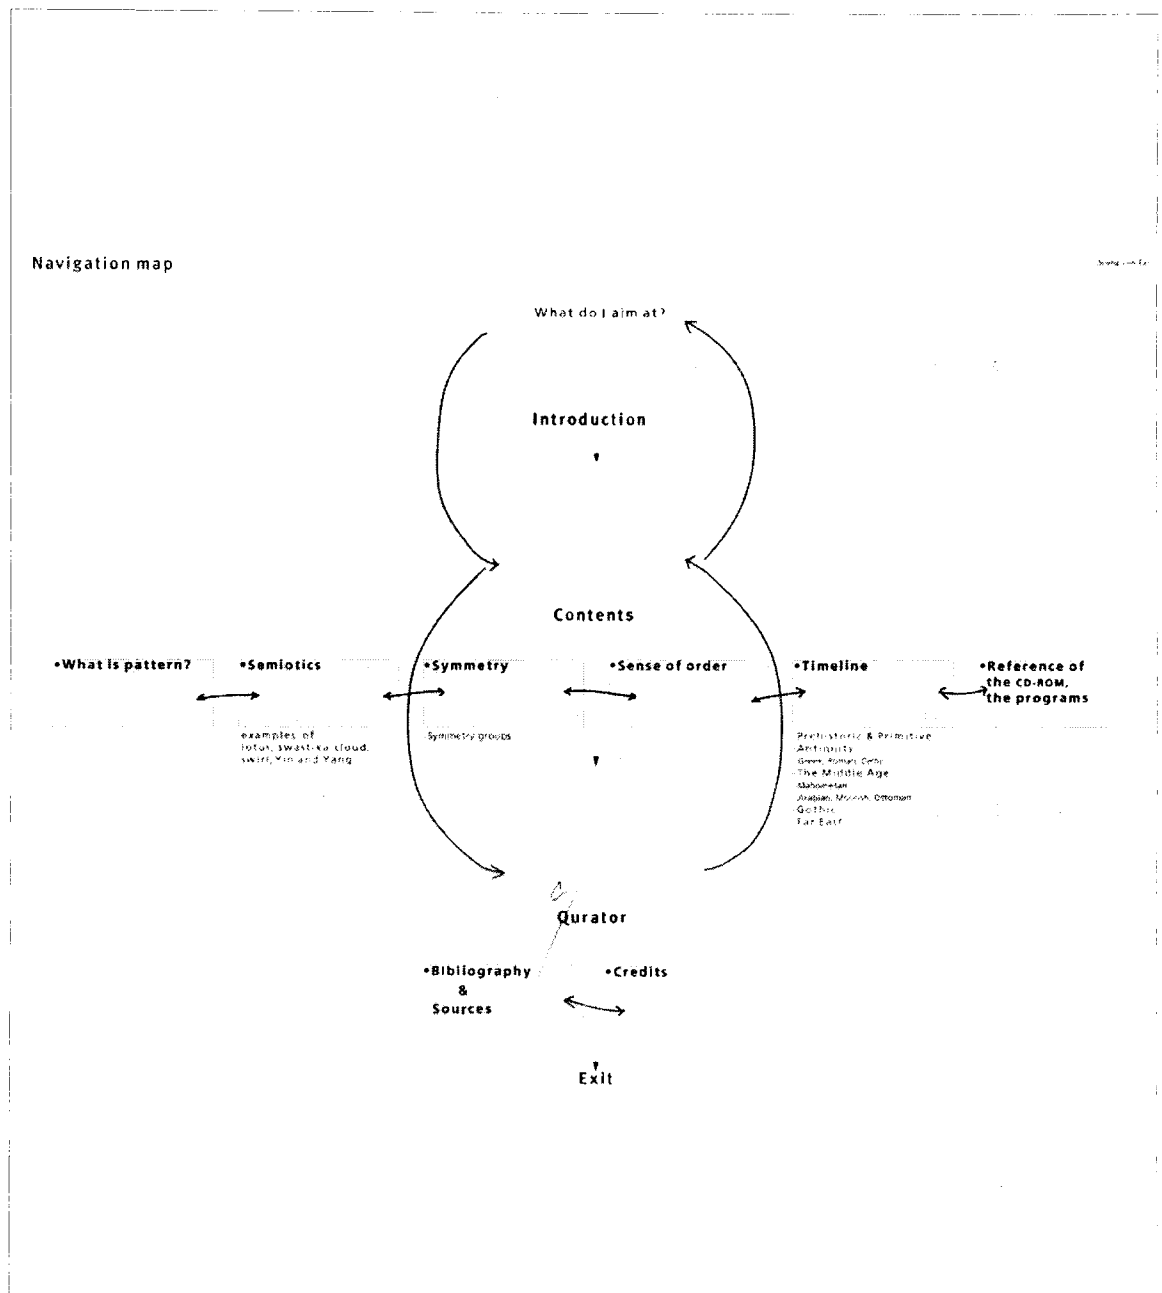 Navigation map
What do I aim at?
Introduction
Contents
•What is pattern?
•Semiotics
examples of
lotus, swastika cloud,
swirl, Yin and Yang
•Symmetry
Symmetry groups
•Sense of order
•Timeline
Prehistoric & Primitive
Antiquity
Greek, Roman, Celtic
The Middle Age
Mahometan
Arabian, Moorish, Ottoman
Gothic
Far East
•Reference of
the CD-ROM,
the programs
Qurator
•Bibliography
&
Sources
•Credits
Exit